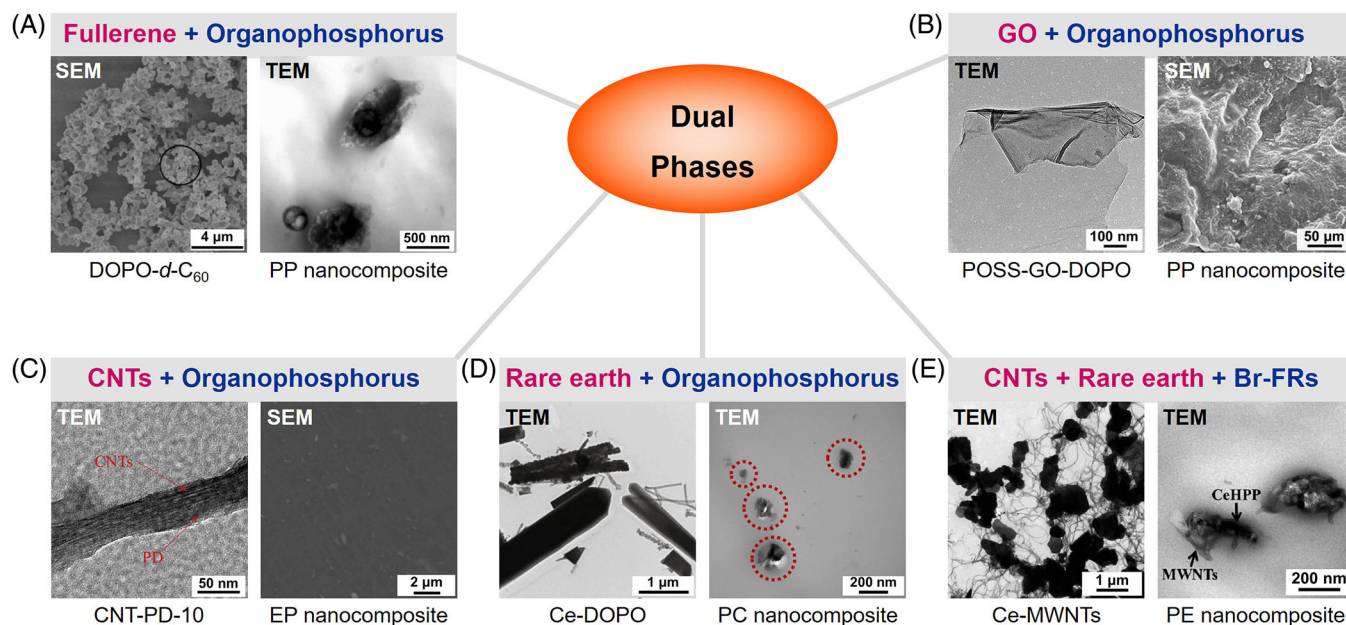 (A)
Fullerene + Organophosphorus
SEM
TEM
4 µm
500 nm
DOPO-d-C60
PP nanocomposite
Dual
Phases
(B)
GO + Organophosphorus
TEM
SEM
100 nm
50 µm
POSS-GO-DOPO
PP nanocomposite
(C)
CNTs + Organophosphorus
TEM
SEM
CNTs
PD
50 nm
2 µm
CNT-PD-10
EP nanocomposite
(D)
Rare earth + Organophosphorus
TEM
TEM
1 µm
200 nm
Ce-DOPO
PC nanocomposite
(E)
CNTs + Rare earth + Br-FRs
TEM
TEM
CeHPP
MWNTs
1 µm
200 nm
Ce-MWNTs
PE nanocomposite